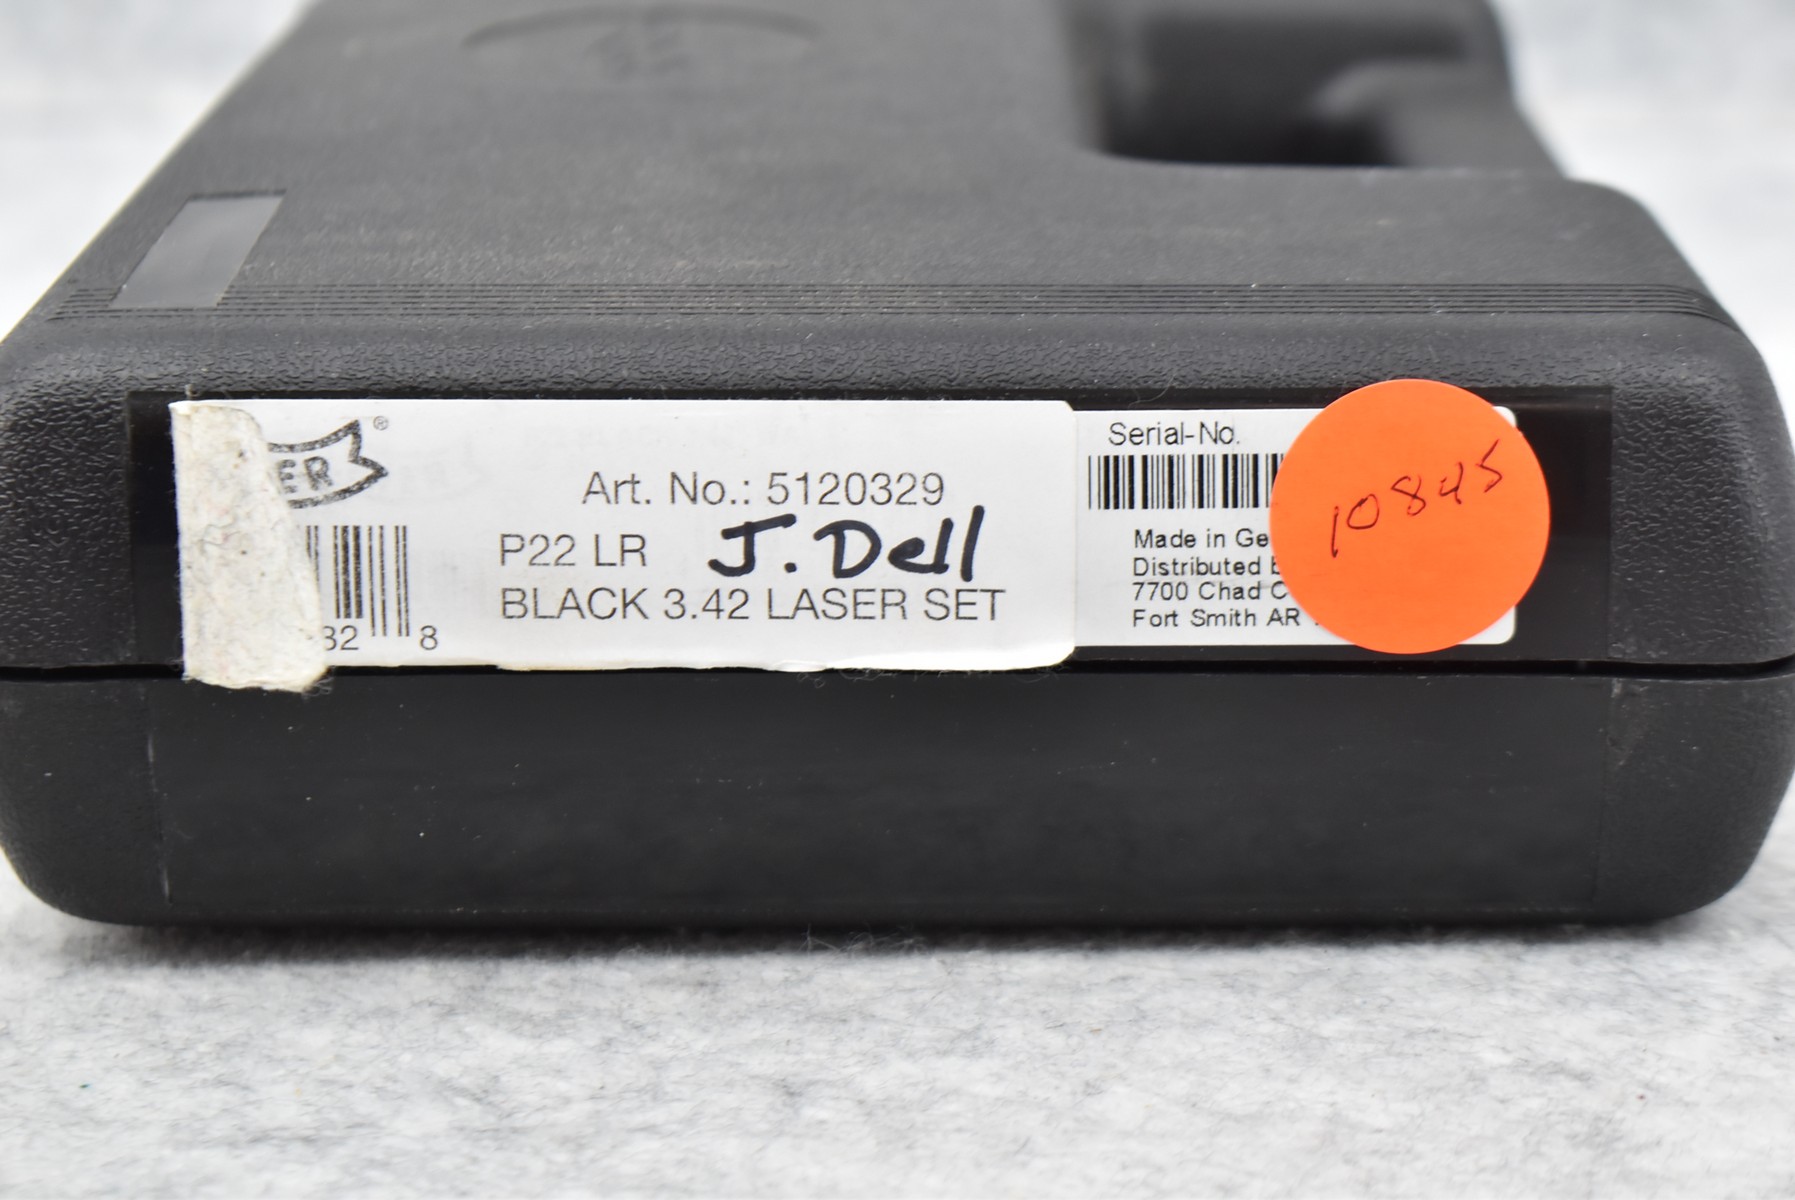 ER®
Art. No.: 5120329
P22 LR J. Dell
BLACK 3.42 LASER SET
32 8
Serial-No.
Made in Ge
Distributed
7700 Chad C
Fort Smith AR
10845